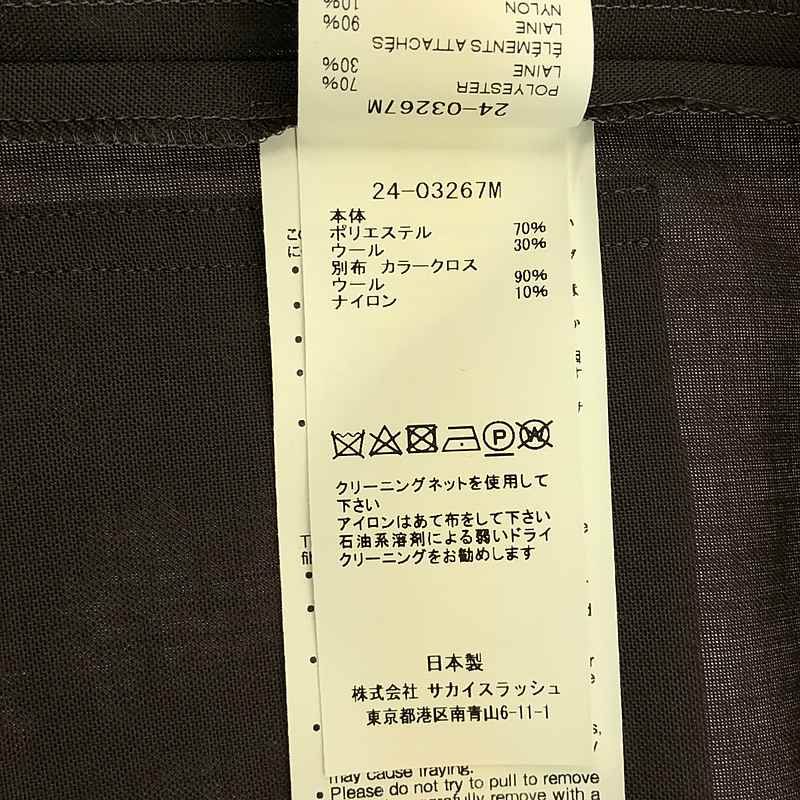 NYLON 10%
LAINE 90%
ÉLÉMENTS ATTACHÉS
LAINE 30%
POLYESTER 70%
24-03267M
24-03267M
本体
ポリエステル 70%
ウール 30%
別布 カラークロス
ウール 90%
ナイロン 10%
P
W
クリーニングネットを使用して
下さい
アイロンはあて布をして下さい
石油系溶剤による弱いドライ
クリーニングをお勧めします
日本製
株式会社 サカイスラッシュ
東京都港区南青山6-11-1
may cause fraying.
• Please do not try to pull to remove
remove with a